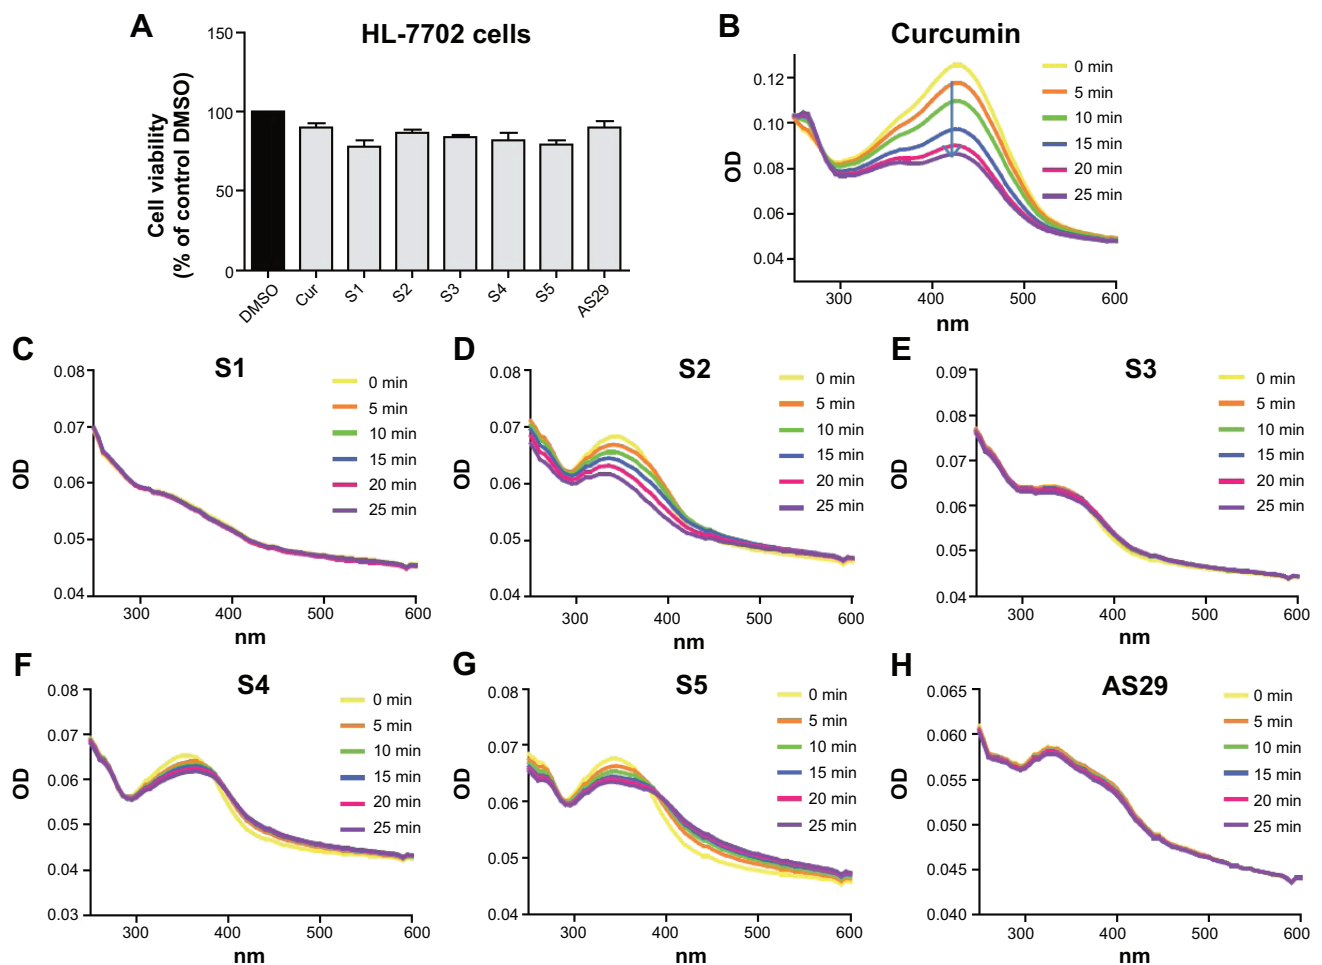 A
HL-7702 cells
Cell viability
(% of control DMSO)
150
100
50
0
DMSO
Cur
S1
S2
S3
S4
S5
AS29
B
Curcumin
OD
0.12
0.10
0.08
0.06
0.04
300
400
500
600
nm
0 min
5 min
10 min
15 min
20 min
25 min
C
S1
OD
0.08
0.07
0.06
0.05
0.04
300
400
500
600
nm
0 min
5 min
10 min
15 min
20 min
25 min
D
S2
OD
0.08
0.07
0.06
0.05
0.04
300
400
500
600
nm
0 min
5 min
10 min
15 min
20 min
25 min
E
S3
OD
0.09
0.08
0.07
0.06
0.05
0.04
300
400
500
600
nm
0 min
5 min
10 min
15 min
20 min
25 min
F
S4
OD
0.08
0.07
0.06
0.05
0.04
0.03
300
400
500
600
nm
0 min
5 min
10 min
15 min
20 min
25 min
G
S5
OD
0.08
0.07
0.06
0.05
0.04
300
400
500
600
nm
0 min
5 min
10 min
15 min
20 min
25 min
H
AS29
OD
0.065
0.060
0.055
0.050
0.045
0.040
300
400
500
600
nm
0 min
5 min
10 min
15 min
20 min
25 min